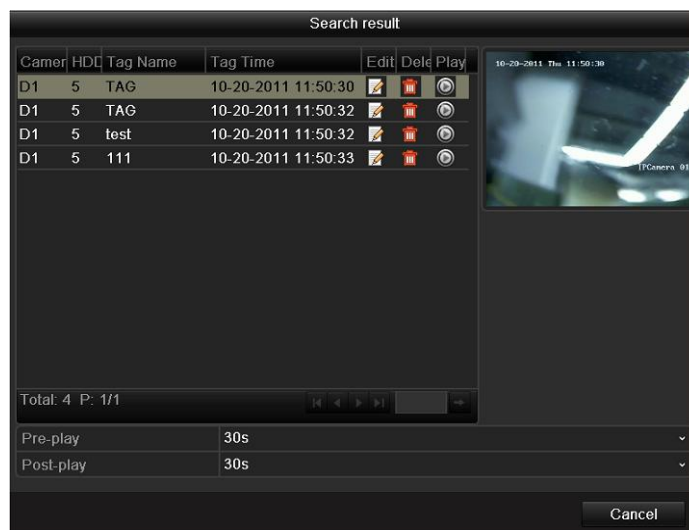 Search result
Camer HDD Tag Name Tag Time Edit Dele Play
D1 5 TAG 10-20-2011 11:50:30
D1 5 TAG 10-20-2011 11:50:32
D1 5 test 10-20-2011 11:50:32
D1 5 111 10-20-2011 11:50:33
10-20-2011 Thu 11:50:30
IPCamera 01
Total: 4 P: 1/1
Pre-play 30s
Post-play 30s
Cancel